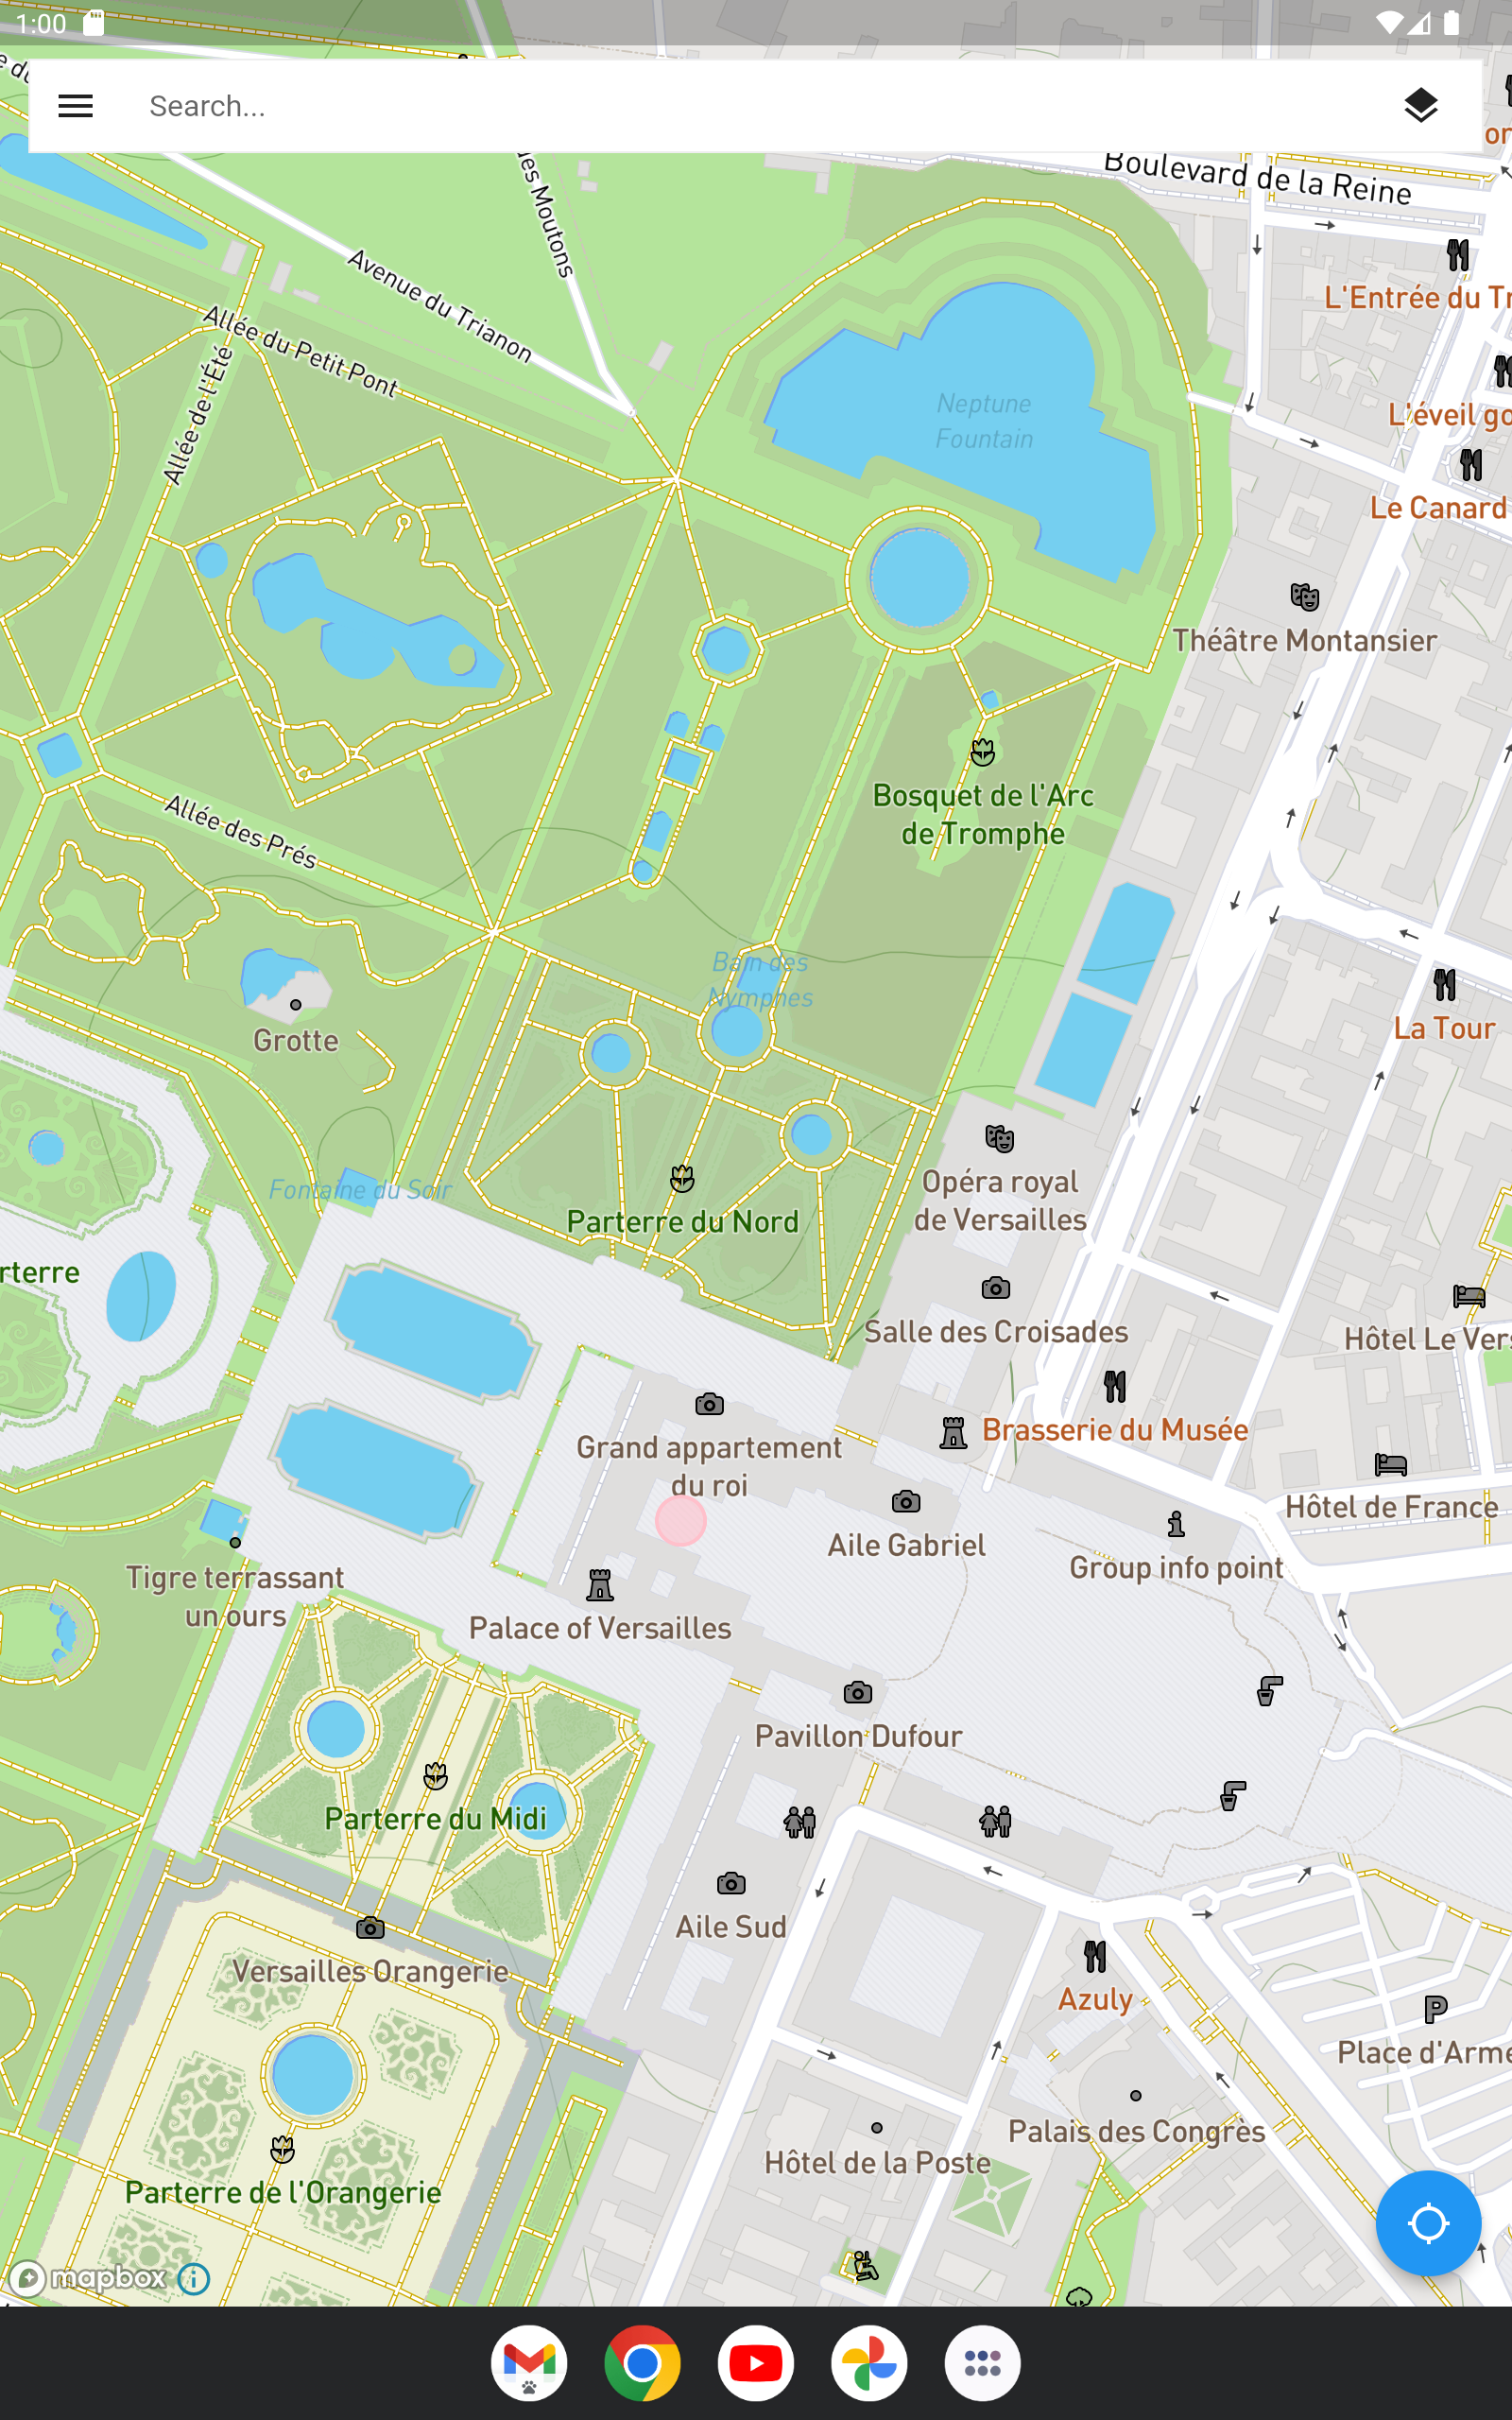 1:00
Search...
des Moutons
Boulevard de la Reine
Avenue du Trianon
L'Entrée du Tr
Allée du Petit Pont
Allée de l'Été
Neptune
Fountain
L'éveil go
Le Canard
Théâtre Montansier
Bosquet de l'Arc
de Tromphe
Allée des Prés
Bain des
Nymphes
La Tour
Grotte
Opéra royal
de Versailles
Fontaine du Soir
Parterre du Nord
rterre
Salle des Croisades
Hôtel Le Vers
Brasserie du Musée
Grand appartement
du roi
Hôtel de France
Aile Gabriel
Group info point
Tigre terrassant
un ours
Palace of Versailles
Pavillon Dufour
Parterre du Midi
Aile Sud
Versailles Orangerie
Azuly
P
Place d'Arme
Palais des Congrès
Hôtel de la Poste
Parterre de l'Orangerie
mapbox